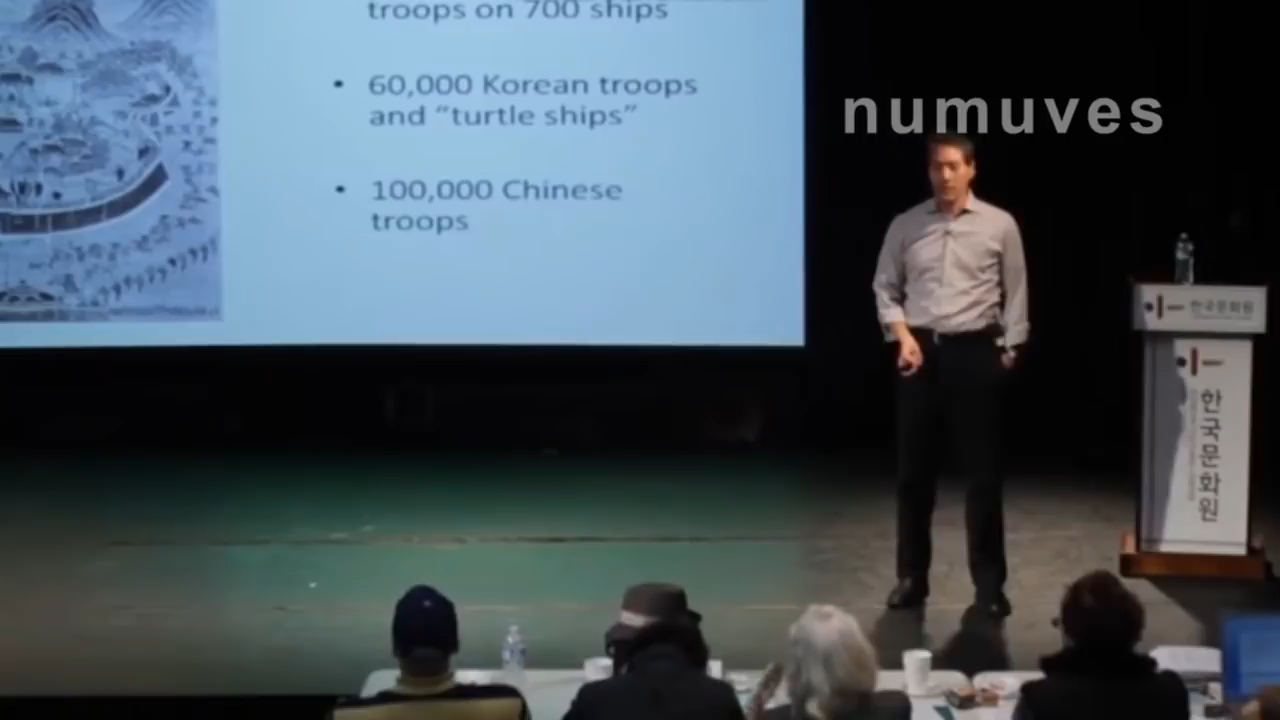 troops on 700 ships
• 60,000 Korean troops
and “turtle ships”
• 100,000 Chinese
troops
numuves
한국문화원
한국문화원